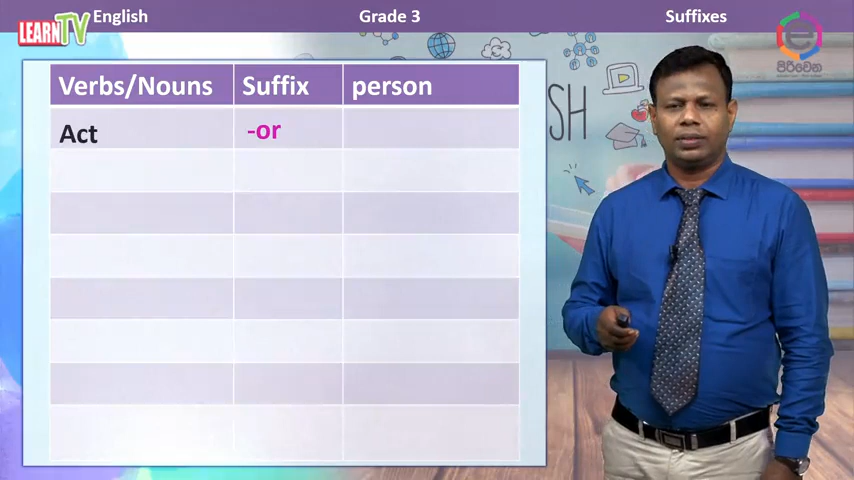 LEARN TV
English
Grade 3
Suffixes
පිරිවෙන
Verbs/Nouns Suffix person
Act -or
SH